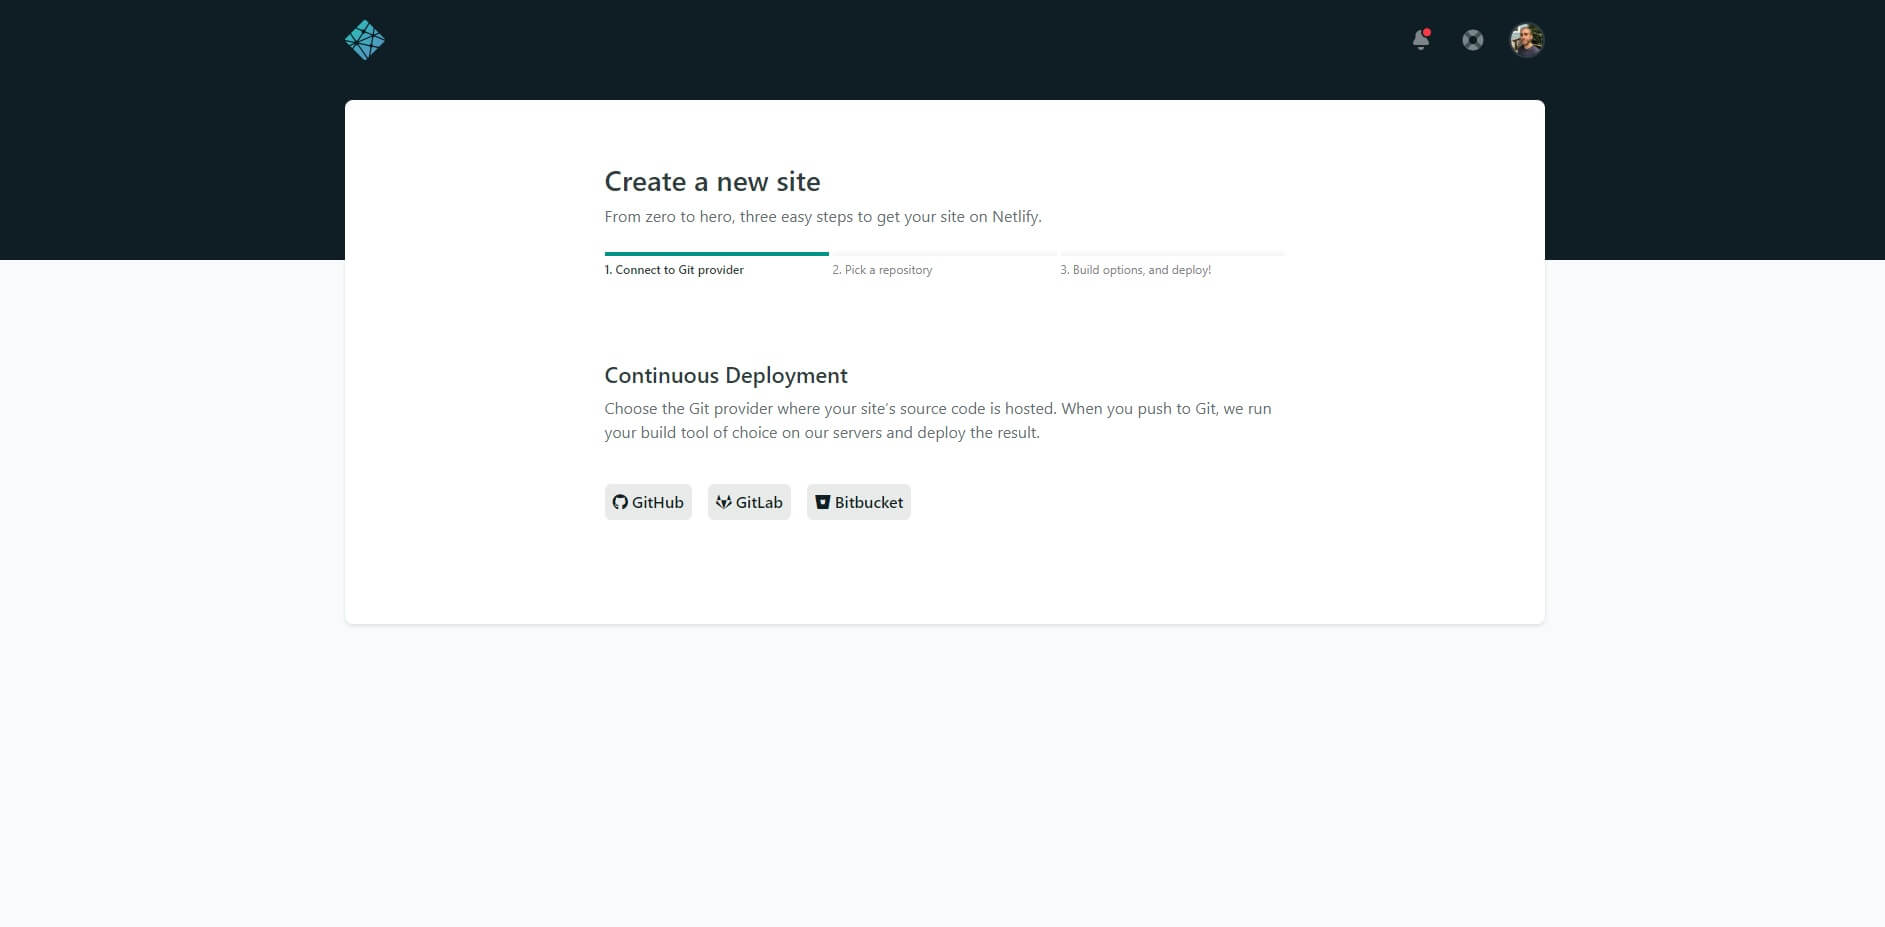 Create a new site
From zero to hero, three easy steps to get your site on Netlify.
1. Connect to Git provider
2. Pick a repository
3. Build options, and deploy!
Continuous Deployment
Choose the Git provider where your site's source code is hosted. When you push to Git, we run
your build tool of choice on our servers and deploy the result.
GitHub
GitLab
Bitbucket